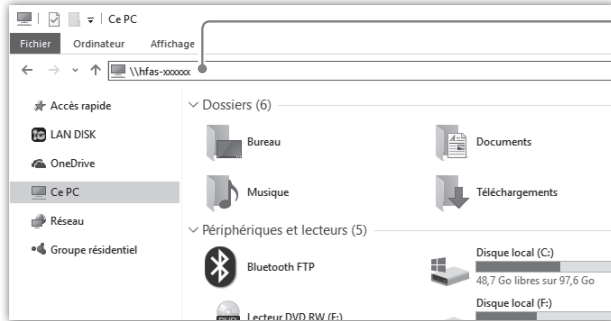 Ce PC
Fichier Ordinateur Affichage
\\hfas-xxxxxx
Accès rapide
LAN DISK
OneDrive
Ce PC
Réseau
Groupe résidentiel
Dossiers (6)
Bureau
Documents
Musique
Téléchargements
Périphériques et lecteurs (5)
Bluetooth FTP
Disque local (C:)
48,7 Go libres sur 97,6 Go
Lecteur DVD RW (E:)
Disque local (F:)